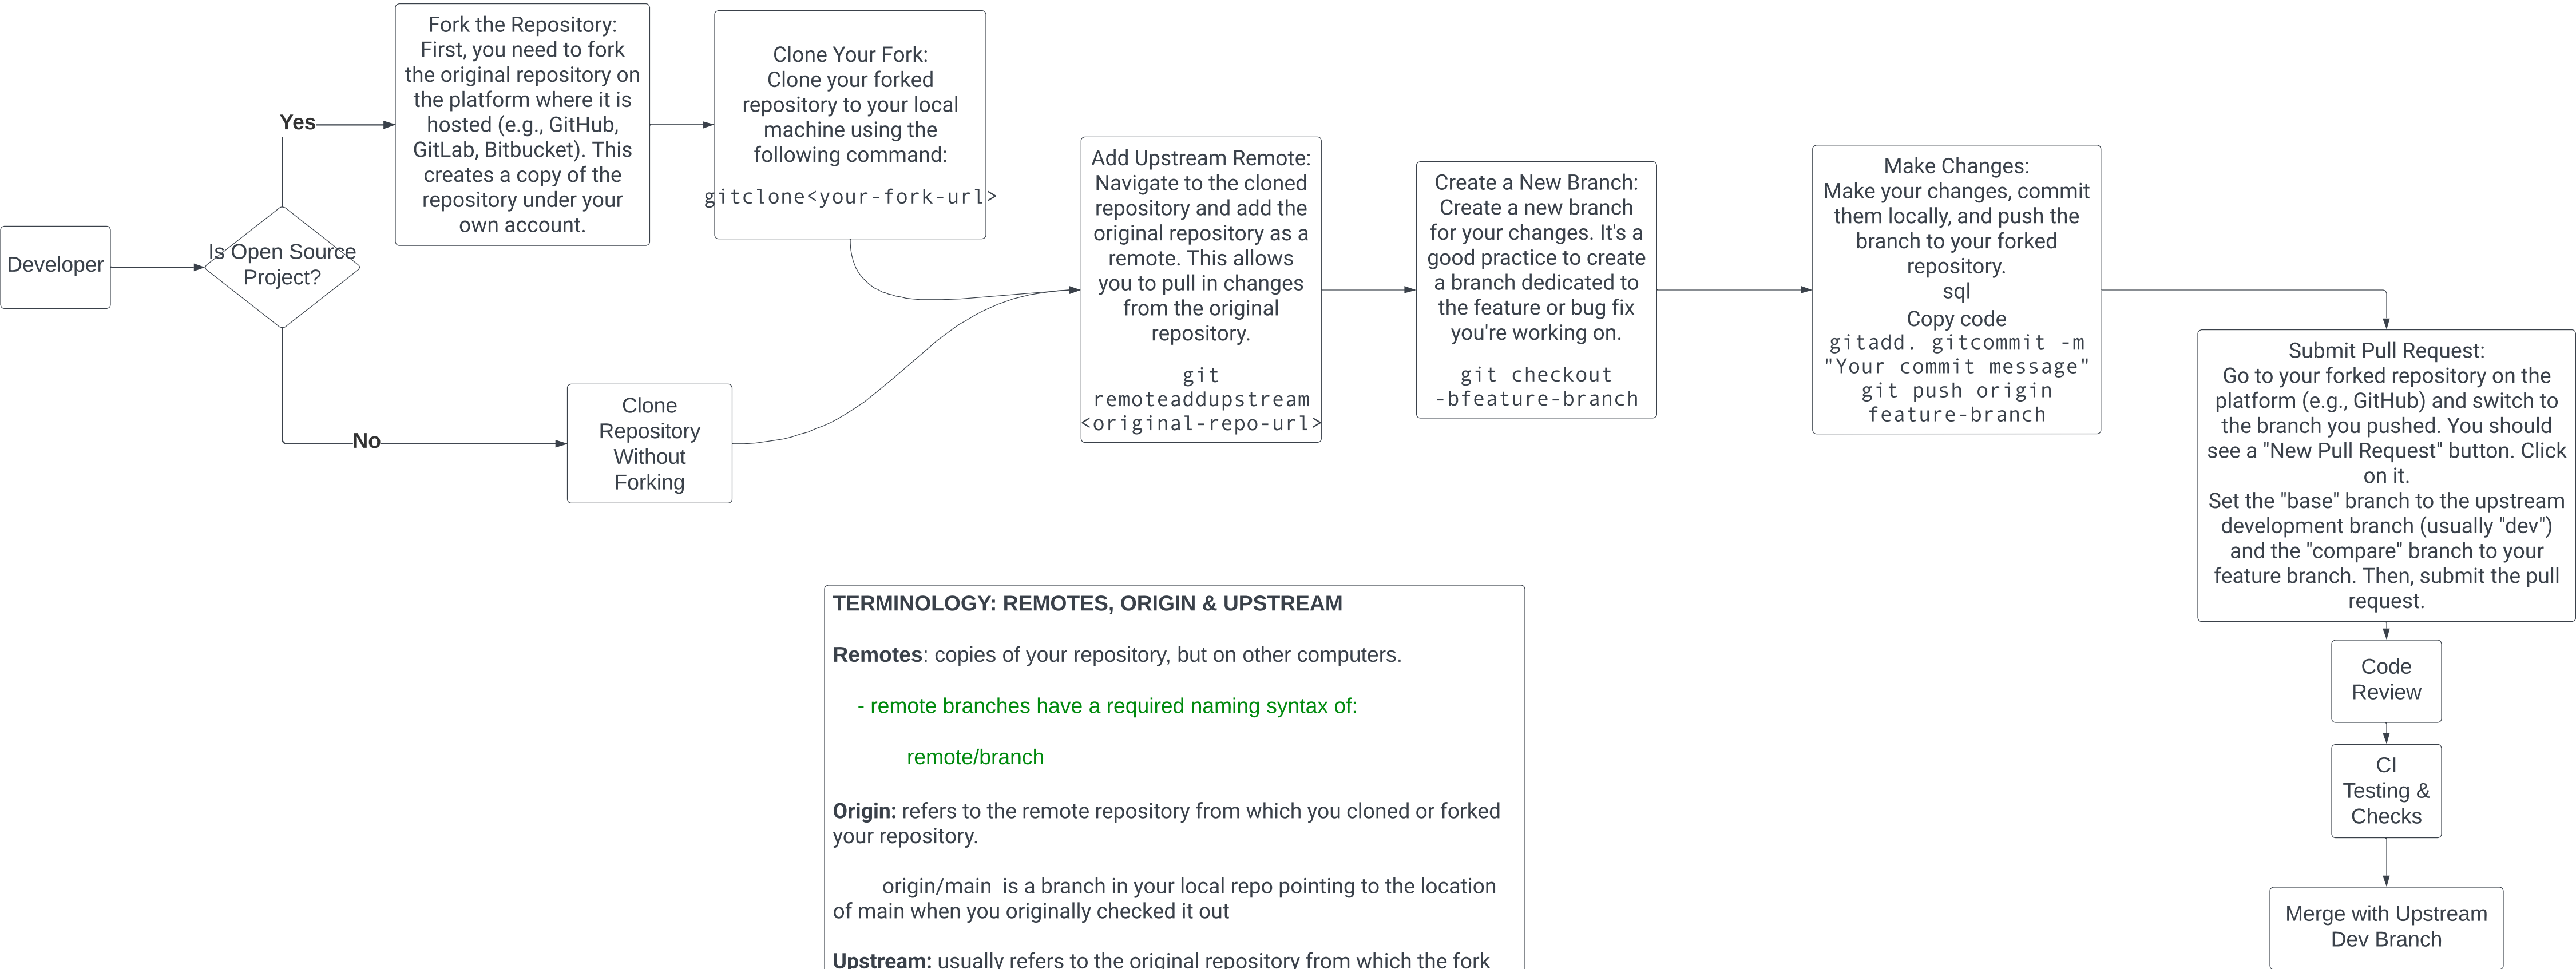 Developer
Is Open Source
Project?
Yes
No
Fork the Repository:
First, you need to fork
the original repository on
the platform where it is
hosted (e.g., GitHub,
GitLab, Bitbucket). This
creates a copy of the
repository under your
own account.
Clone Your Fork:
Clone your forked
repository to your local
machine using the
following command:
gitclone<your-fork-url>
Clone
Repository
Without
Forking
Add Upstream Remote:
Navigate to the cloned
repository and add the
original repository as a
remote. This allows
you to pull in changes
from the original
repository.
git
remoteaddupstream
<original-repo-url>
Create a New Branch:
Create a new branch
for your changes. It's a
good practice to create
a branch dedicated to
the feature or bug fix
you're working on.
git checkout
-bfeature-branch
Make Changes:
Make your changes, commit
them locally, and push the
branch to your forked
repository.
sql
Copy code
gitadd. gitcommit -m
"Your commit message"
git push origin
feature-branch
Submit Pull Request:
Go to your forked repository on the
platform (e.g., GitHub) and switch to
the branch you pushed. You should
see a "New Pull Request" button. Click
on it.
Set the "base" branch to the upstream
development branch (usually "dev")
and the "compare" branch to your
feature branch. Then, submit the pull
request.
Code
Review
CI
Testing &
Checks
Merge with Upstream
Dev Branch
TERMINOLOGY: REMOTES, ORIGIN & UPSTREAM
Remotes: copies of your repository, but on other computers.
- remote branches have a required naming syntax of:
remote/branch
Origin: refers to the remote repository from which you cloned or forked
your repository.
origin/main is a branch in your local repo pointing to the location
of main when you originally checked it out
Upstream: usually refers to the original repository from which the fork